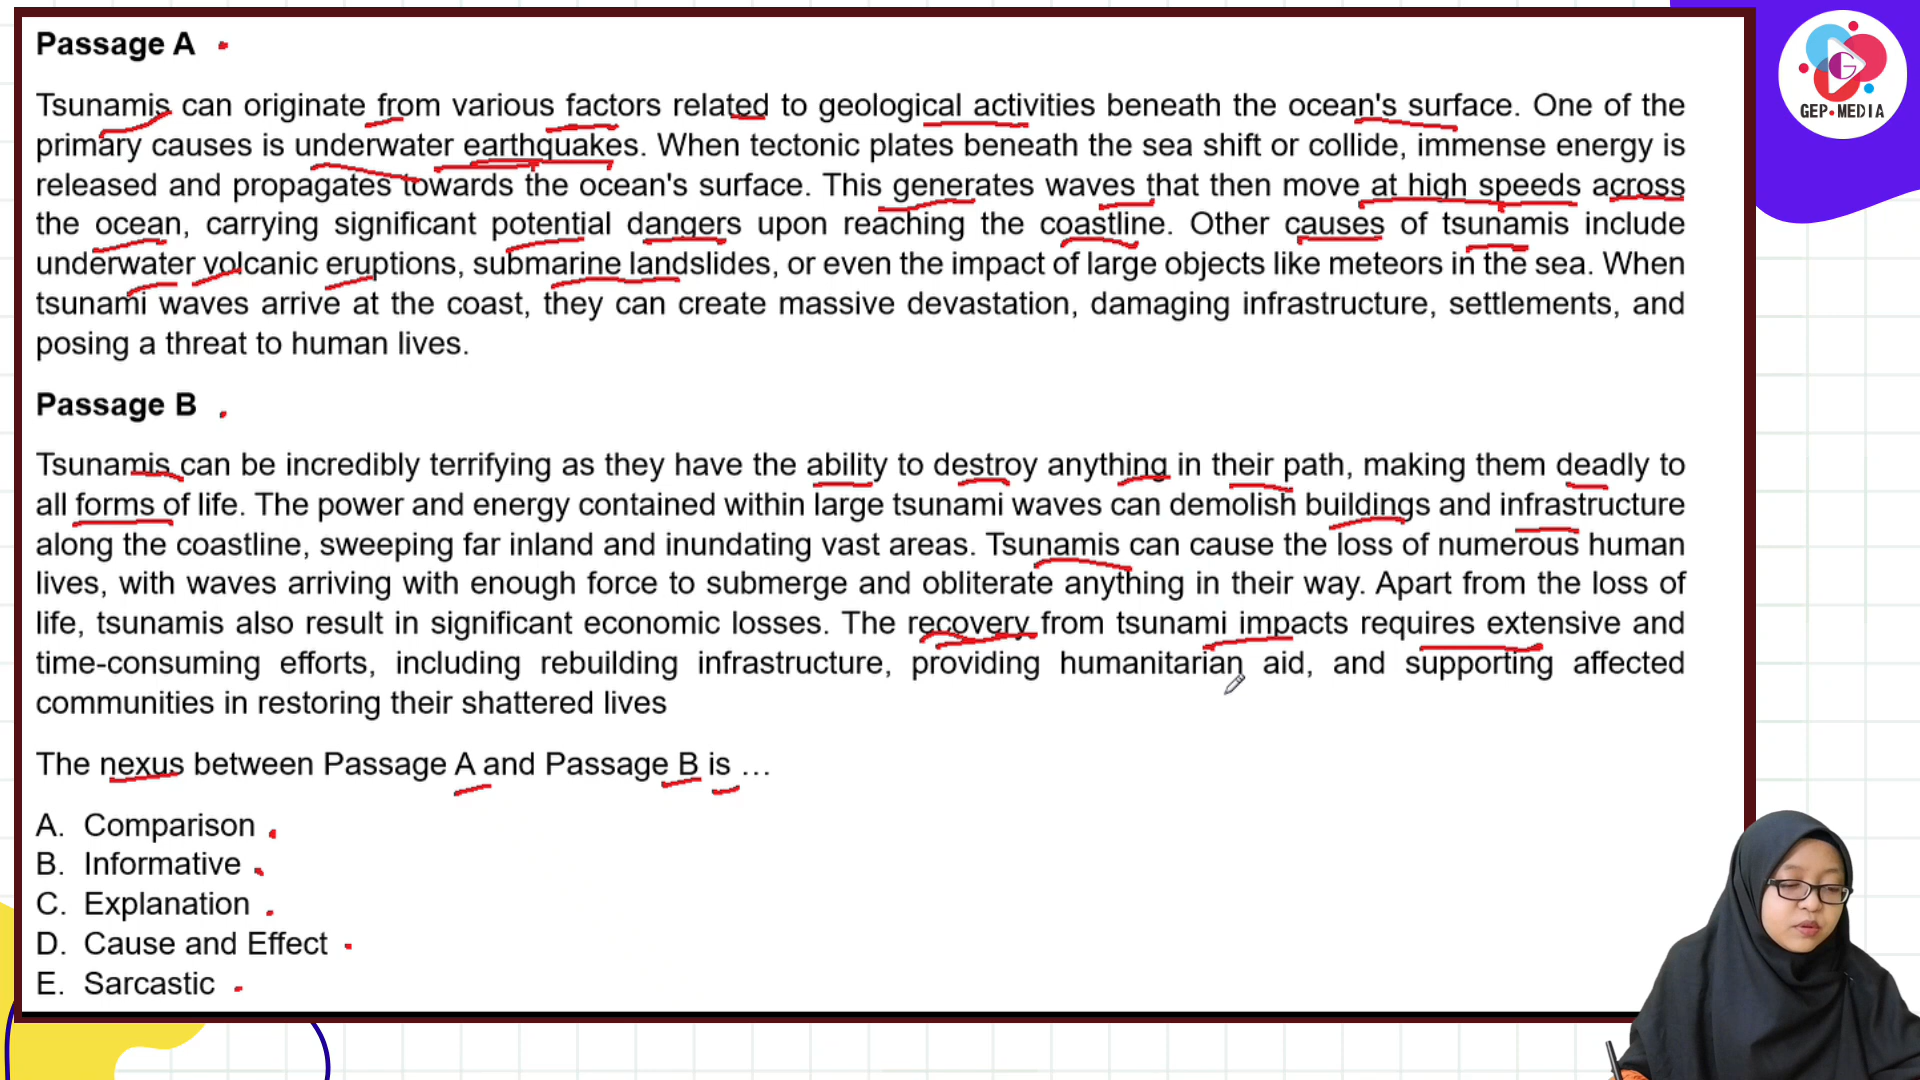 Passage A
Tsunamis can originate from various factors related to geological activities beneath the ocean's surface. One of the
primary causes is underwater earthquakes. When tectonic plates beneath the sea shift or collide, immense energy is
released and propagates towards the ocean's surface. This generates waves that then move at high speeds across
the ocean, carrying significant potential dangers upon reaching the coastline. Other causes of tsunamis include
underwater volcanic eruptions, submarine landslides, or even the impact of large objects like meteors in the sea. When
tsunami waves arrive at the coast, they can create massive devastation, damaging infrastructure, settlements, and
posing a threat to human lives.
Passage B
Tsunamis can be incredibly terrifying as they have the ability to destroy anything in their path, making them deadly to
all forms of life. The power and energy contained within large tsunami waves can demolish buildings and infrastructure
along the coastline, sweeping far inland and inundating vast areas. Tsunamis can cause the loss of numerous human
lives, with waves arriving with enough force to submerge and obliterate anything in their way. Apart from the loss of
life, tsunamis also result in significant economic losses. The recovery from tsunami impacts requires extensive and
time-consuming efforts, including rebuilding infrastructure, providing humanitarian aid, and supporting affected
communities in restoring their shattered lives
The nexus between Passage A and Passage B is …
A. Comparison
B. Informative
C. Explanation
D. Cause and Effect
E. Sarcastic
G
GEP•MEDIA